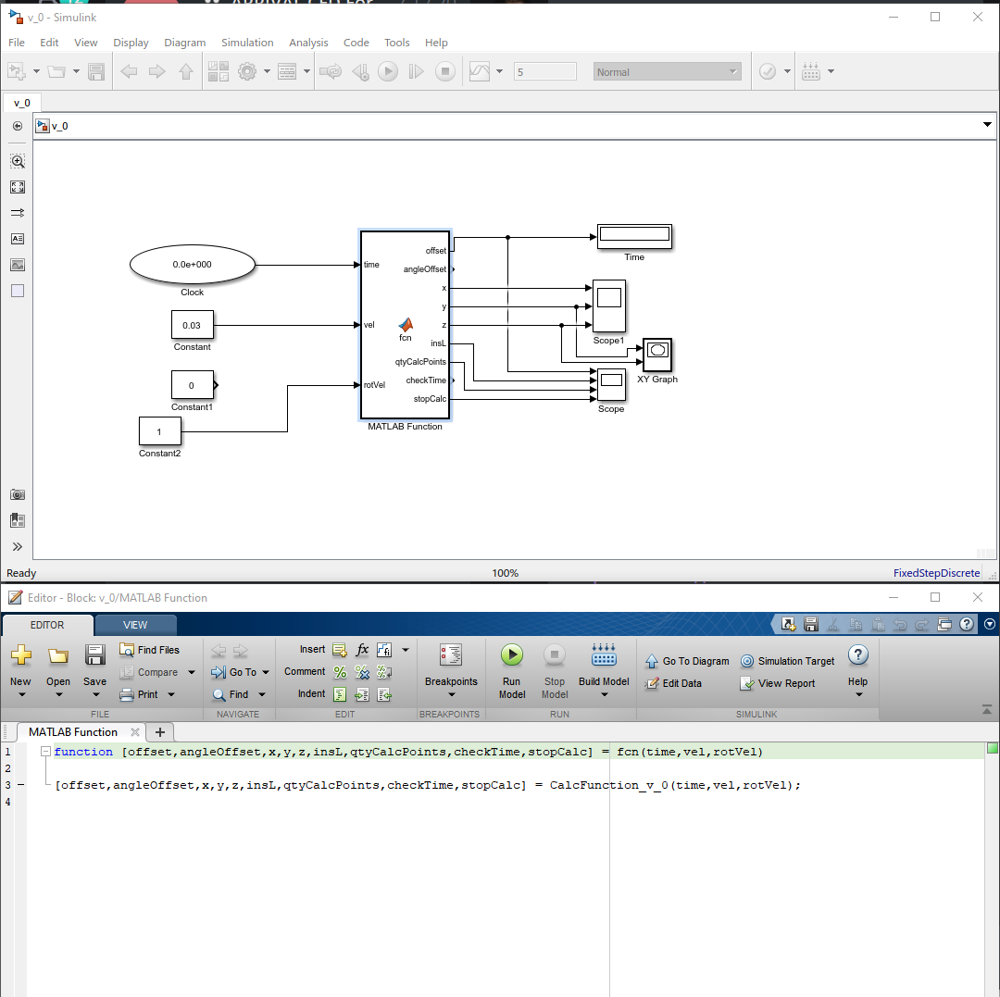 v_0 - Simulink
File Edit View Display Diagram Simulation Analysis Code Tools Help
5 Normal
v_0
v_0
offset
Time
0.0e+000
time
angleOffset
Clock
x
y
0.03
vel
fcn
z
Constant
insL
Scope1
qtyCalcPoints
0
rotVel
checkTime
XY Graph
Constant1
stopCalc
Scope
1
MATLAB Function
Constant2
Ready 100% FixedStepDiscrete
Editor - Block: v_0/MATLAB Function
EDITOR VIEW
New Open Save Find Files Compare Print
FILE
Go To Find
NAVIGATE
Insert fx
Comment
Indent
EDIT
Breakpoints
BREAKPOINTS
Run Model Stop Model Build Model
RUN
Go To Diagram Simulation Target
Edit Data View Report
Help
SIMULINK
MATLAB Function
1 function [offset,angleOffset,x,y,z,insL,qtyCalcPoints,checkTime,stopCalc] = fcn(time,vel,rotVel)
2
3 [offset,angleOffset,x,y,z,insL,qtyCalcPoints,checkTime,stopCalc] = CalcFunction_v_0(time,vel,rotVel);
4